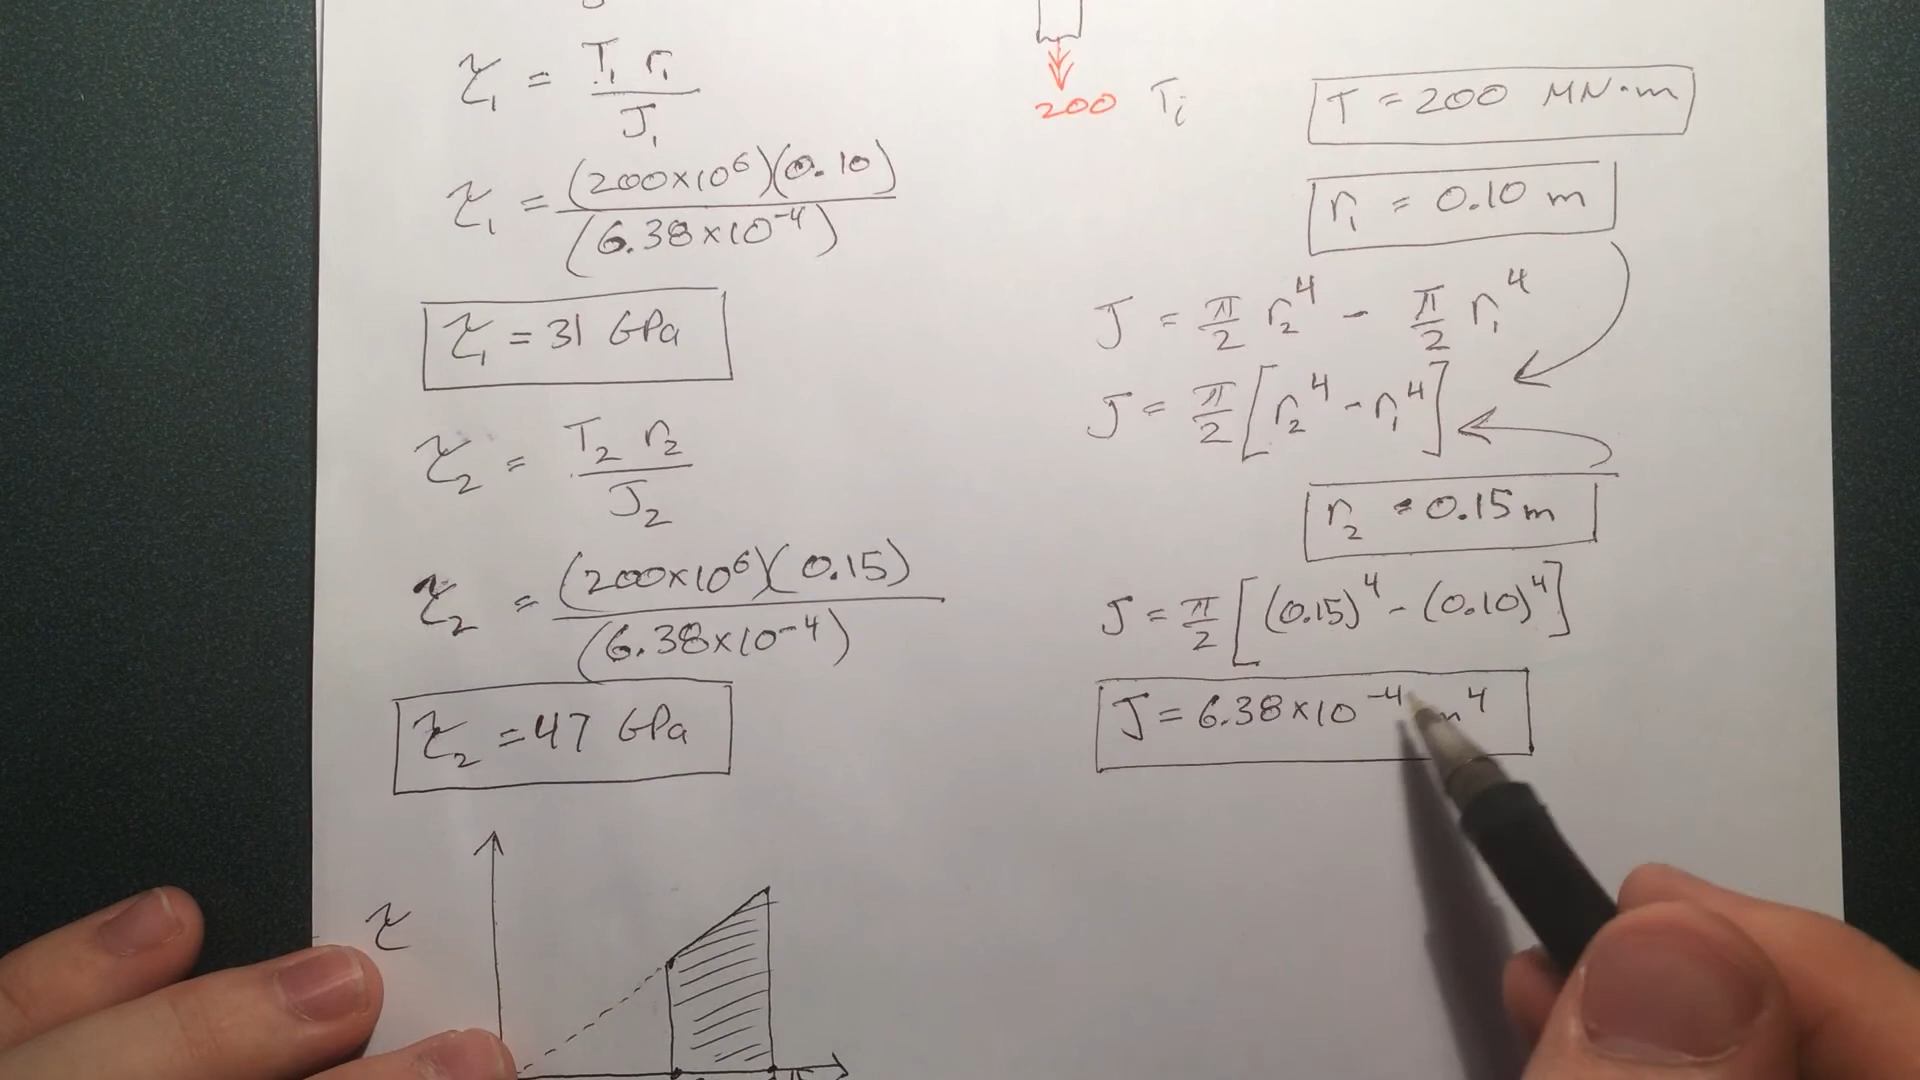 τ₁ = T₁ r₁ / J₁
τ₁ = (200×10⁶)(0.10) / (6.38×10⁻⁴)
τ₁ = 31 GPa
τ₂ = T₂ r₂ / J₂
τ₂ = (200×10⁶)(0.15) / (6.38×10⁻⁴)
τ₂ = 47 GPa
τ
200 Tᵢ
T = 200 MN·m
r₁ = 0.10 m
J = π/2 r₂⁴ - π/2 r₁⁴
J = π/2 [r₂⁴ - r₁⁴]
r₂ = 0.15 m
J = π/2 [(0.15)⁴ - (0.10)⁴]
J = 6.38×10⁻⁴ m⁴